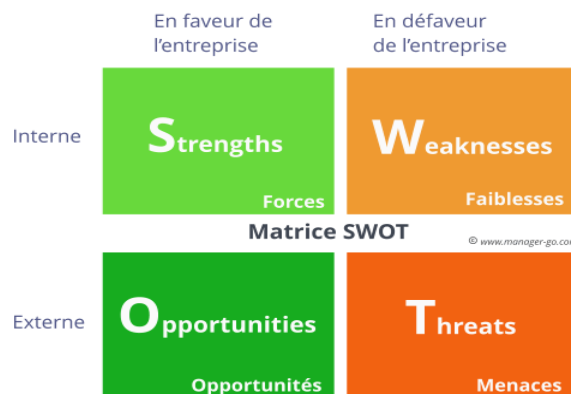 En faveur de
l'entreprise
En défaveur
de l'entreprise
Interne
Strengths
Forces
Weaknesses
Faiblesses
Matrice SWOT
© www.manager-go.com
Externe
Opportunities
Opportunités
Threats
Menaces